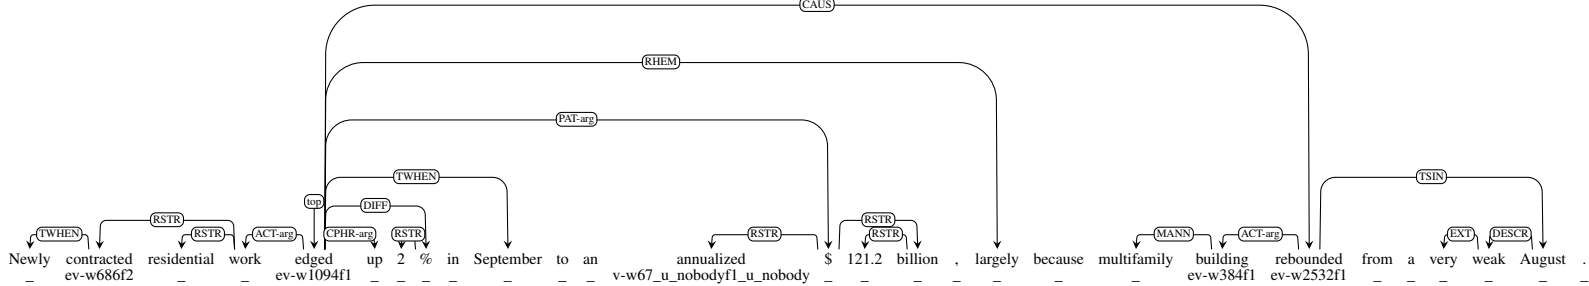 CAUS
RHEM
PAT-arg
TWHEN TSIN
top DIFF
RSTR RSTR
TWHEN RSTR ACT-arg CPHR-arg RSTR RSTR RSTR MANN ACT-arg EXT DESCR
Newly contracted residential work edged up 2 % in September to an annualized $ 121.2 billion , largely because multifamily building rebounded from a very weak August .
_ ev-w686f2 _ _ ev-w1094f1 _ _ _ _ _ _ _ v-w67_u_nobodyf1_u_nobody _ _ _ _ _ _ _ ev-w384f1 ev-w2532f1 _ _ _ _ _ _